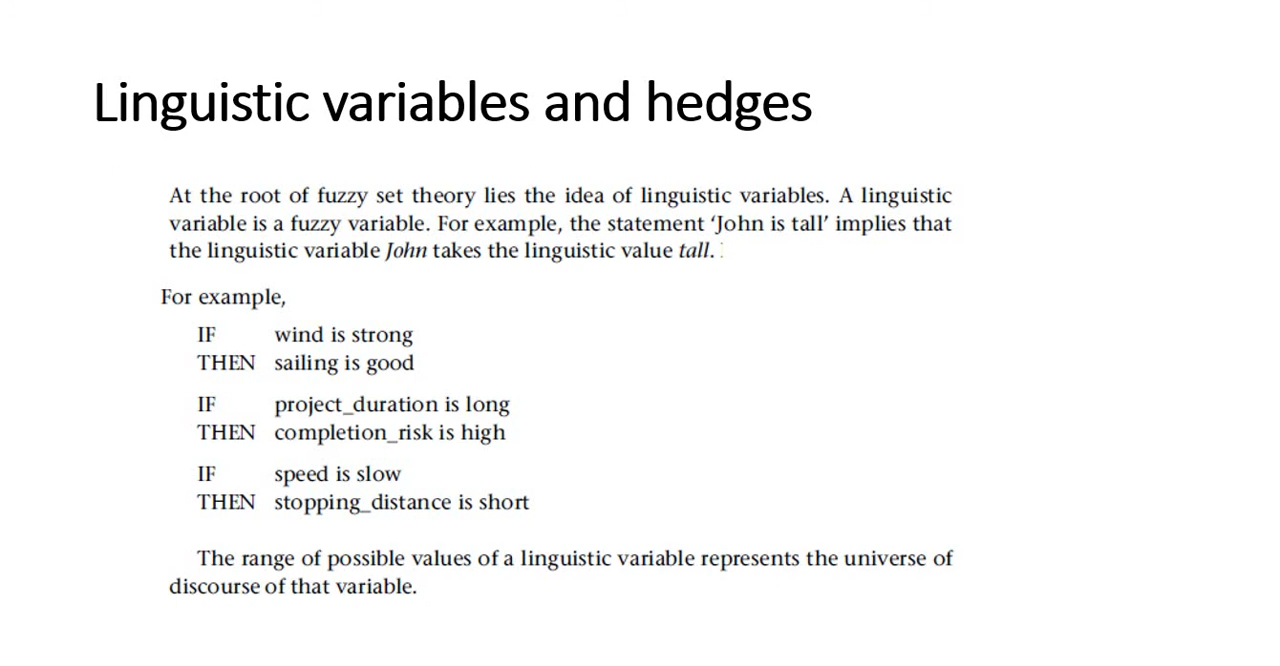 Linguistic variables and hedges
At the root of fuzzy set theory lies the idea of linguistic variables. A linguistic
variable is a fuzzy variable. For example, the statement ‘John is tall’ implies that
the linguistic variable John takes the linguistic value tall.
For example,
IF wind is strong
THEN sailing is good
IF project_duration is long
THEN completion_risk is high
IF speed is slow
THEN stopping_distance is short
The range of possible values of a linguistic variable represents the universe of
discourse of that variable.